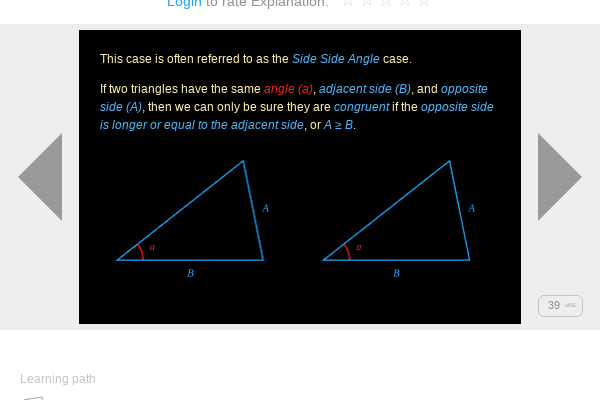 Login to rate Explanation:
This case is often referred to as the Side Side Angle case.
If two triangles have the same angle (a), adjacent side (B), and opposite
side (A), then we can only be sure they are congruent if the opposite side
is longer or equal to the adjacent side, or A ≥ B.
A
a
B
A
a
B
39 of 55
Learning path